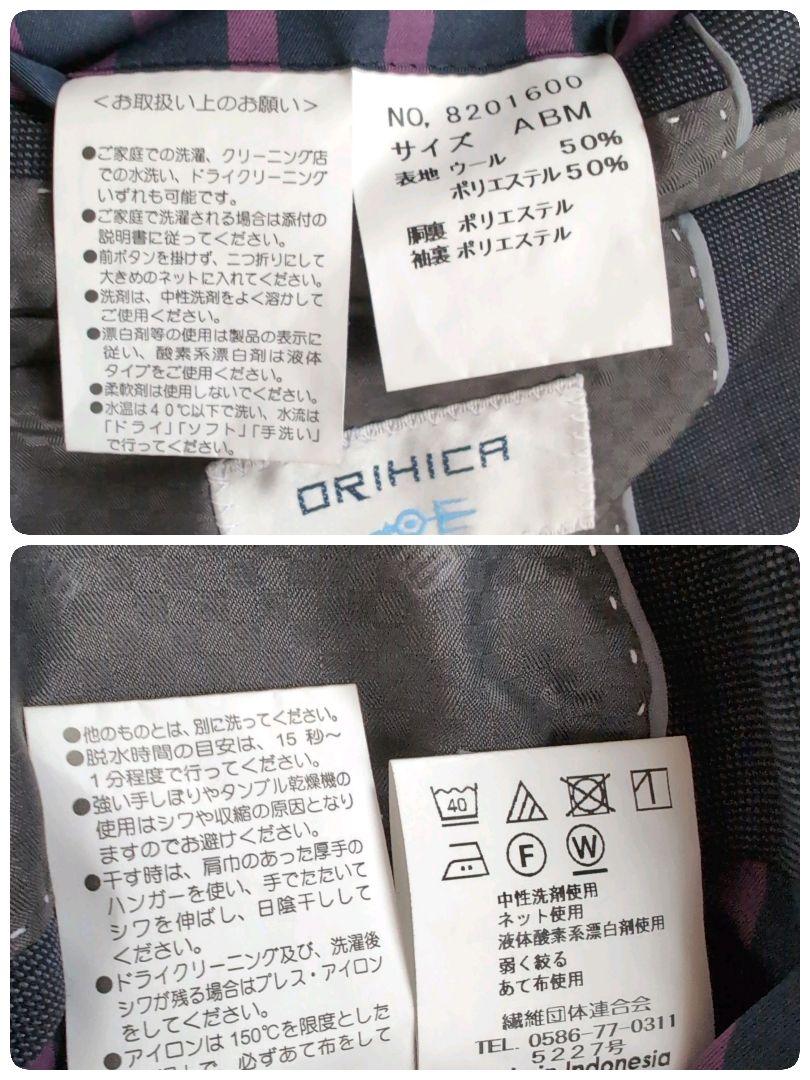 ＜お取扱い上のお願い＞
●ご家庭での洗濯、クリーニング店
での水洗い、ドライクリーニング
いずれも可能です。
●ご家庭で洗濯される場合は添付の
説明書に従ってください。
●前ボタンを掛けず、二つ折りにして
大きめのネットに入れてください。
●洗剤は、中性洗剤をよく溶かして
ご使用ください。
●漂白剤等の使用は製品の表示に
従い、酸素系漂白剤は液体
タイプをご使用ください。
●柔軟剤は使用しないでください。
●水温は40℃以下で洗い、水流は
「ドライ」「ソフト」「手洗い」
で行ってください。
NO, 8201600
サイズ ABM
表地 ウール 50%
ポリエステル 50%
胴裏 ポリエステル
袖裏 ポリエステル
ORIHICA
●他のものとは、別に洗ってください。
●脱水時間の目安は、15秒～
1分程度で行ってください。
●強い手しぼりやタンブル乾燥機の
使用はシワや収縮の原因となり
ますのでお避けください。
●干す時は、肩巾のあった厚手の
ハンガーを使い、手でたたいて
シワを伸ばし、日陰干しして
ください。
●ドライクリーニング及び、洗濯後
シワが残る場合はプレス・アイロン
をしてください。
●アイロンは150℃を限度とした
で、必ずあて布をして
40
F W
中性洗剤使用
ネット使用
液体酸素系漂白剤使用
弱く絞る
あて布使用
繊維団体連合会
TEL. 0586-77-0311
5227号
in Indonesia